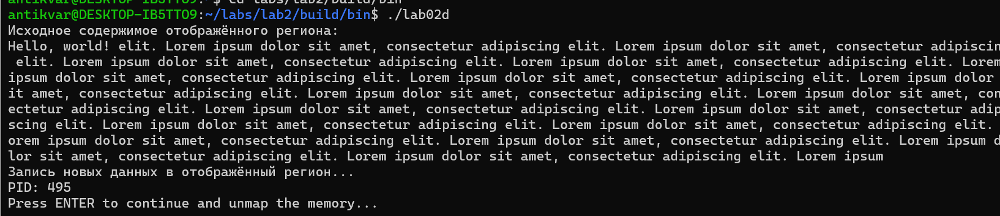 antikvar@DESKTOP-IB5TTO9:~$ cd labs/lab2/build/bin
antikvar@DESKTOP-IB5TTO9:~/labs/lab2/build/bin$ ./lab02d
Исходное содержимое отображённого региона:
Hello, world! elit. Lorem ipsum dolor sit amet, consectetur adipiscing elit. Lorem ipsum dolor sit amet, consectetur adipiscin
elit. Lorem ipsum dolor sit amet, consectetur adipiscing elit. Lorem ipsum dolor sit amet, consectetur adipiscing elit. Lorem
ipsum dolor sit amet, consectetur adipiscing elit. Lorem ipsum dolor sit amet, consectetur adipiscing elit. Lorem ipsum dolor
it amet, consectetur adipiscing elit. Lorem ipsum dolor sit amet, consectetur adipiscing elit. Lorem ipsum dolor sit amet, con
ectetur adipiscing elit. Lorem ipsum dolor sit amet, consectetur adipiscing elit. Lorem ipsum dolor sit amet, consectetur adip
scing elit. Lorem ipsum dolor sit amet, consectetur adipiscing elit. Lorem ipsum dolor sit amet, consectetur adipiscing elit.
orem ipsum dolor sit amet, consectetur adipiscing elit. Lorem ipsum dolor sit amet, consectetur adipiscing elit. Lorem ipsum d
lor sit amet, consectetur adipiscing elit. Lorem ipsum dolor sit amet, consectetur adipiscing elit. Lorem ipsum
Запись новых данных в отображённый регион...
PID: 495
Press ENTER to continue and unmap the memory...